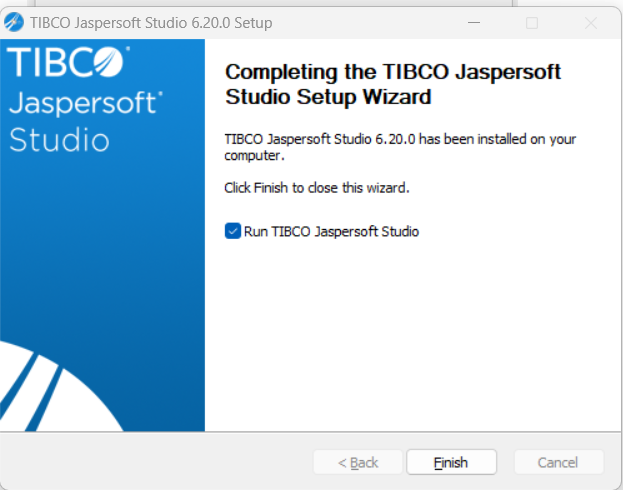 TIBCO Jaspersoft Studio 6.20.0 Setup
TIBCO®
Jaspersoft®
Studio
Completing the TIBCO Jaspersoft
Studio Setup Wizard
TIBCO Jaspersoft Studio 6.20.0 has been installed on your
computer.
Click Finish to close this wizard.
Run TIBCO Jaspersoft Studio
< Back
Finish
Cancel